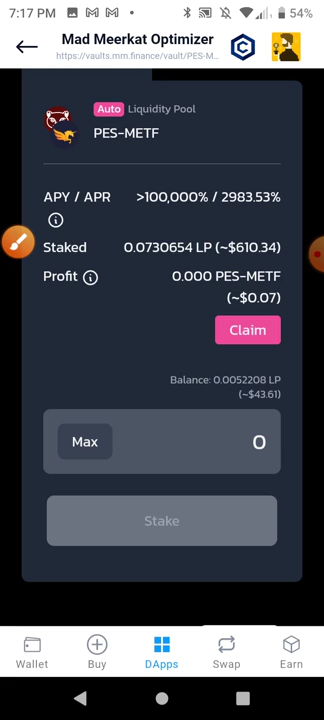 7:17 PM
54%
Mad Meerkat Optimizer
https://vaults.mm.finance/vault/PES-M...
Auto Liquidity Pool
PES-METF
APY / APR >100,000% / 2983.53%
Staked 0.0730654 LP (~$610.34)
Profit 0.000 PES-METF
(~$0.07)
Claim
Balance: 0.0052208 LP
(~$43.61)
Max 0
Stake
Wallet Buy DApps Swap Earn